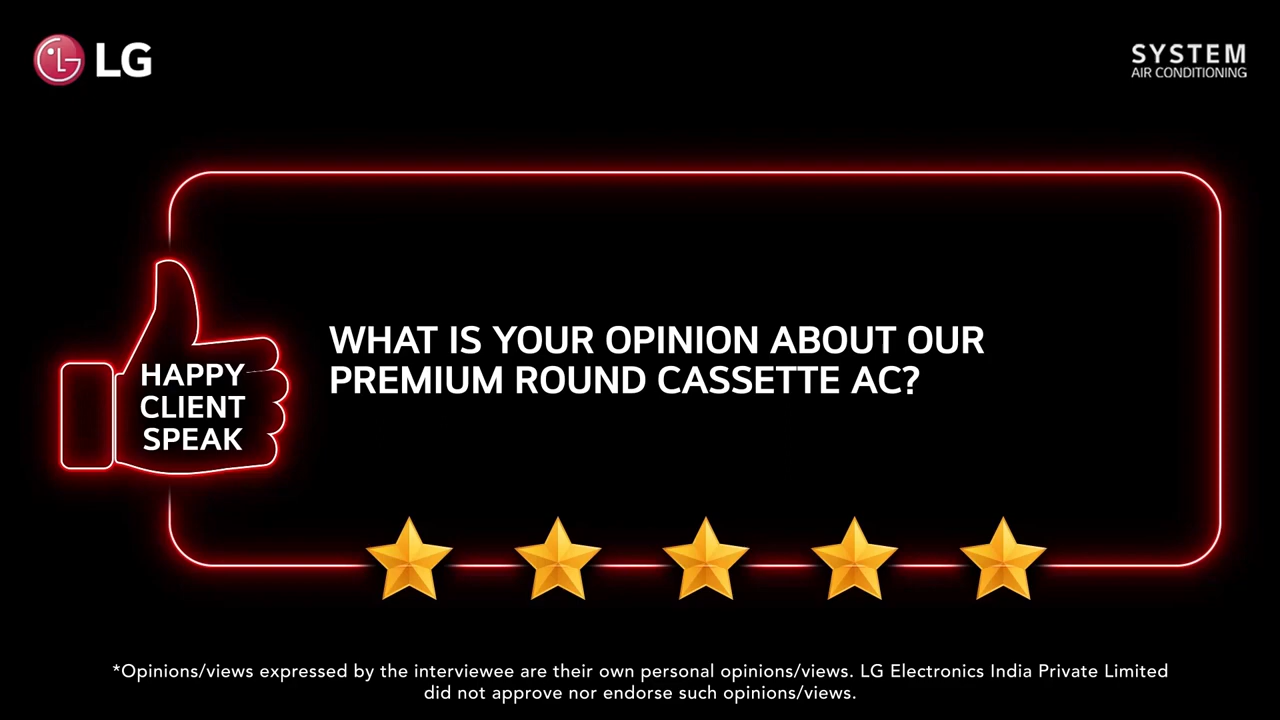 LG
SYSTEM
AIR CONDITIONING
WHAT IS YOUR OPINION ABOUT OUR
PREMIUM ROUND CASSETTE AC?
HAPPY
CLIENT
SPEAK
*Opinions/views expressed by the interviewee are their own personal opinions/views. LG Electronics India Private Limited
did not approve nor endorse such opinions/views.